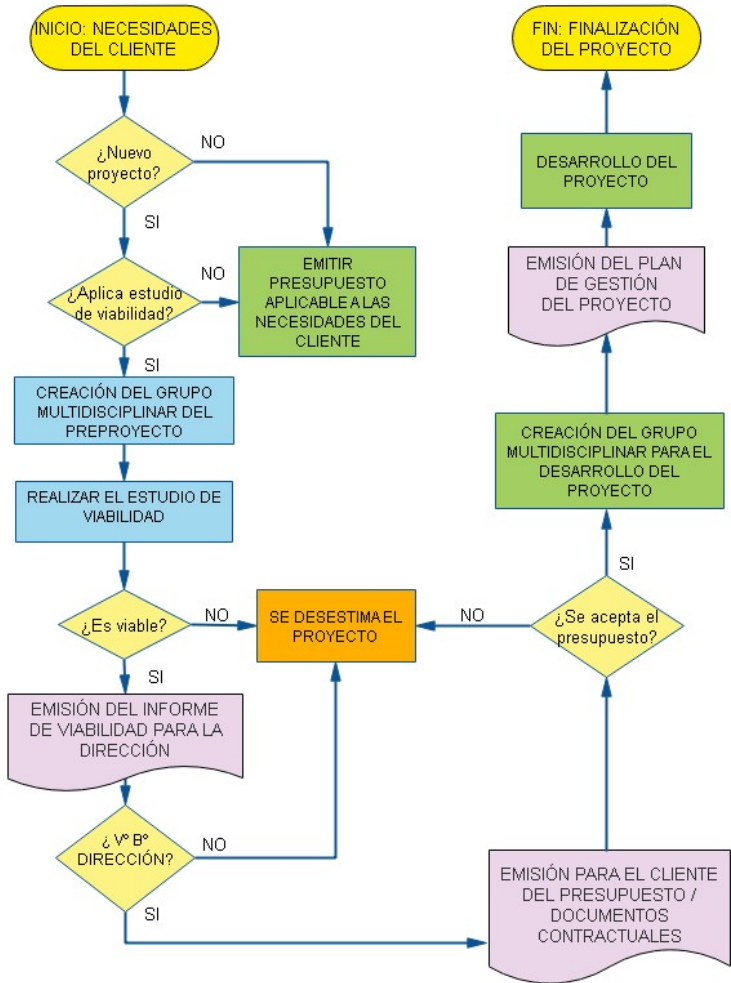 INICIO: NECESIDADES
DEL CLIENTE
NO
¿Nuevo
proyecto?
SI
¿Aplica estudio
de viabilidad?
NO
EMITIR
PRESUPUESTO
APLICABLE A LAS
NECESIDADES DEL
CLIENTE
SI
CREACIÓN DEL GRUPO
MULTIDISCIPLINAR DEL
PREPROYECTO
REALIZAR EL ESTUDIO DE
VIABILIDAD
¿Es viable?
NO
SE DESESTIMA EL
PROYECTO
SI
EMISIÓN DEL INFORME
DE VIABILIDAD PARA LA
DIRECCIÓN
¿ Vº Bº
DIRECCIÓN?
NO
SI
EMISIÓN PARA EL CLIENTE
DEL PRESUPUESTO /
DOCUMENTOS
CONTRACTUALES
¿Se acepta el
presupuesto?
NO
SI
CREACIÓN DEL GRUPO
MULTIDISCIPLINAR PARA EL
DESARROLLO DEL
PROYECTO
EMISIÓN DEL PLAN
DE GESTIÓN
DEL PROYECTO
DESARROLLO DEL
PROYECTO
FIN: FINALIZACIÓN
DEL PROYECTO